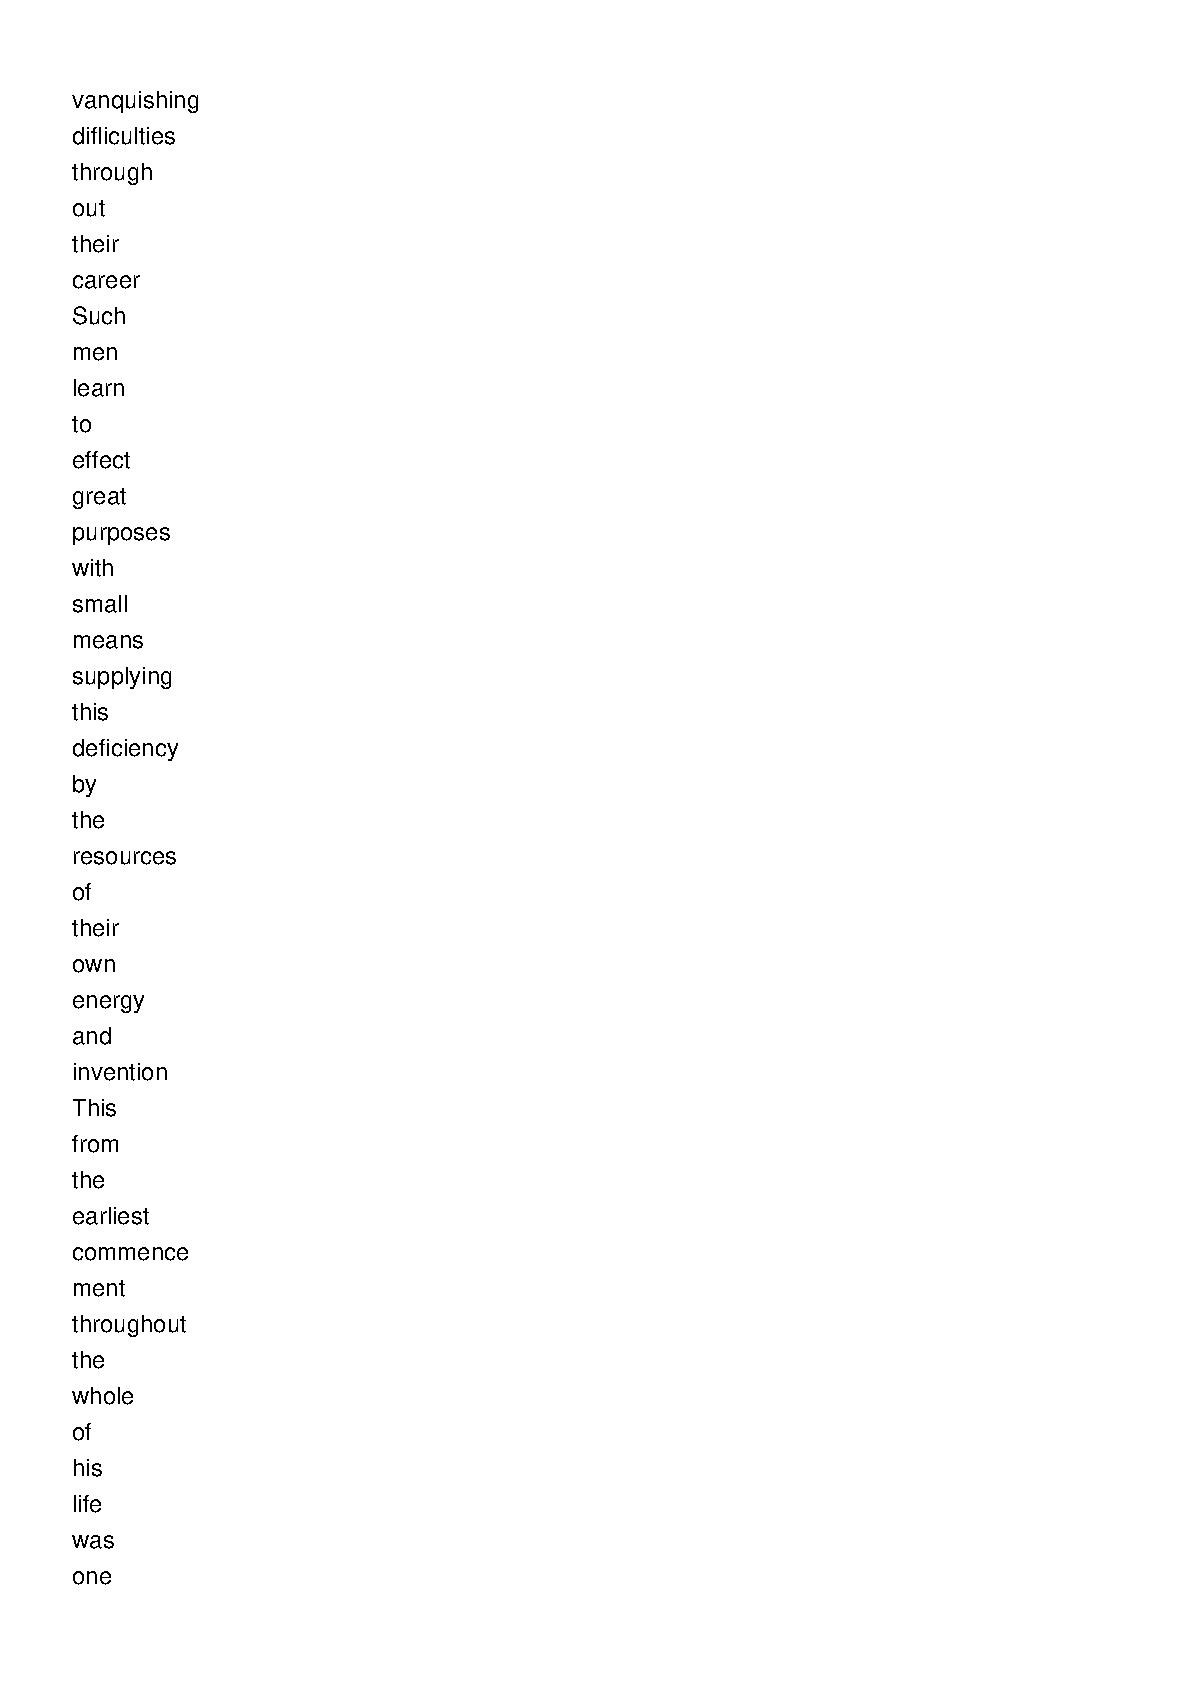 vanquishing
difliculties
through
out
their
career
Such
men
learn
to
effect
great
purposes
with
small
means
supplying
this
deficiency
by
the
resources
of
their
own
energy
and
invention
This
from
the
earliest
commence
ment
throughout
the
whole
of
his
life
was
one